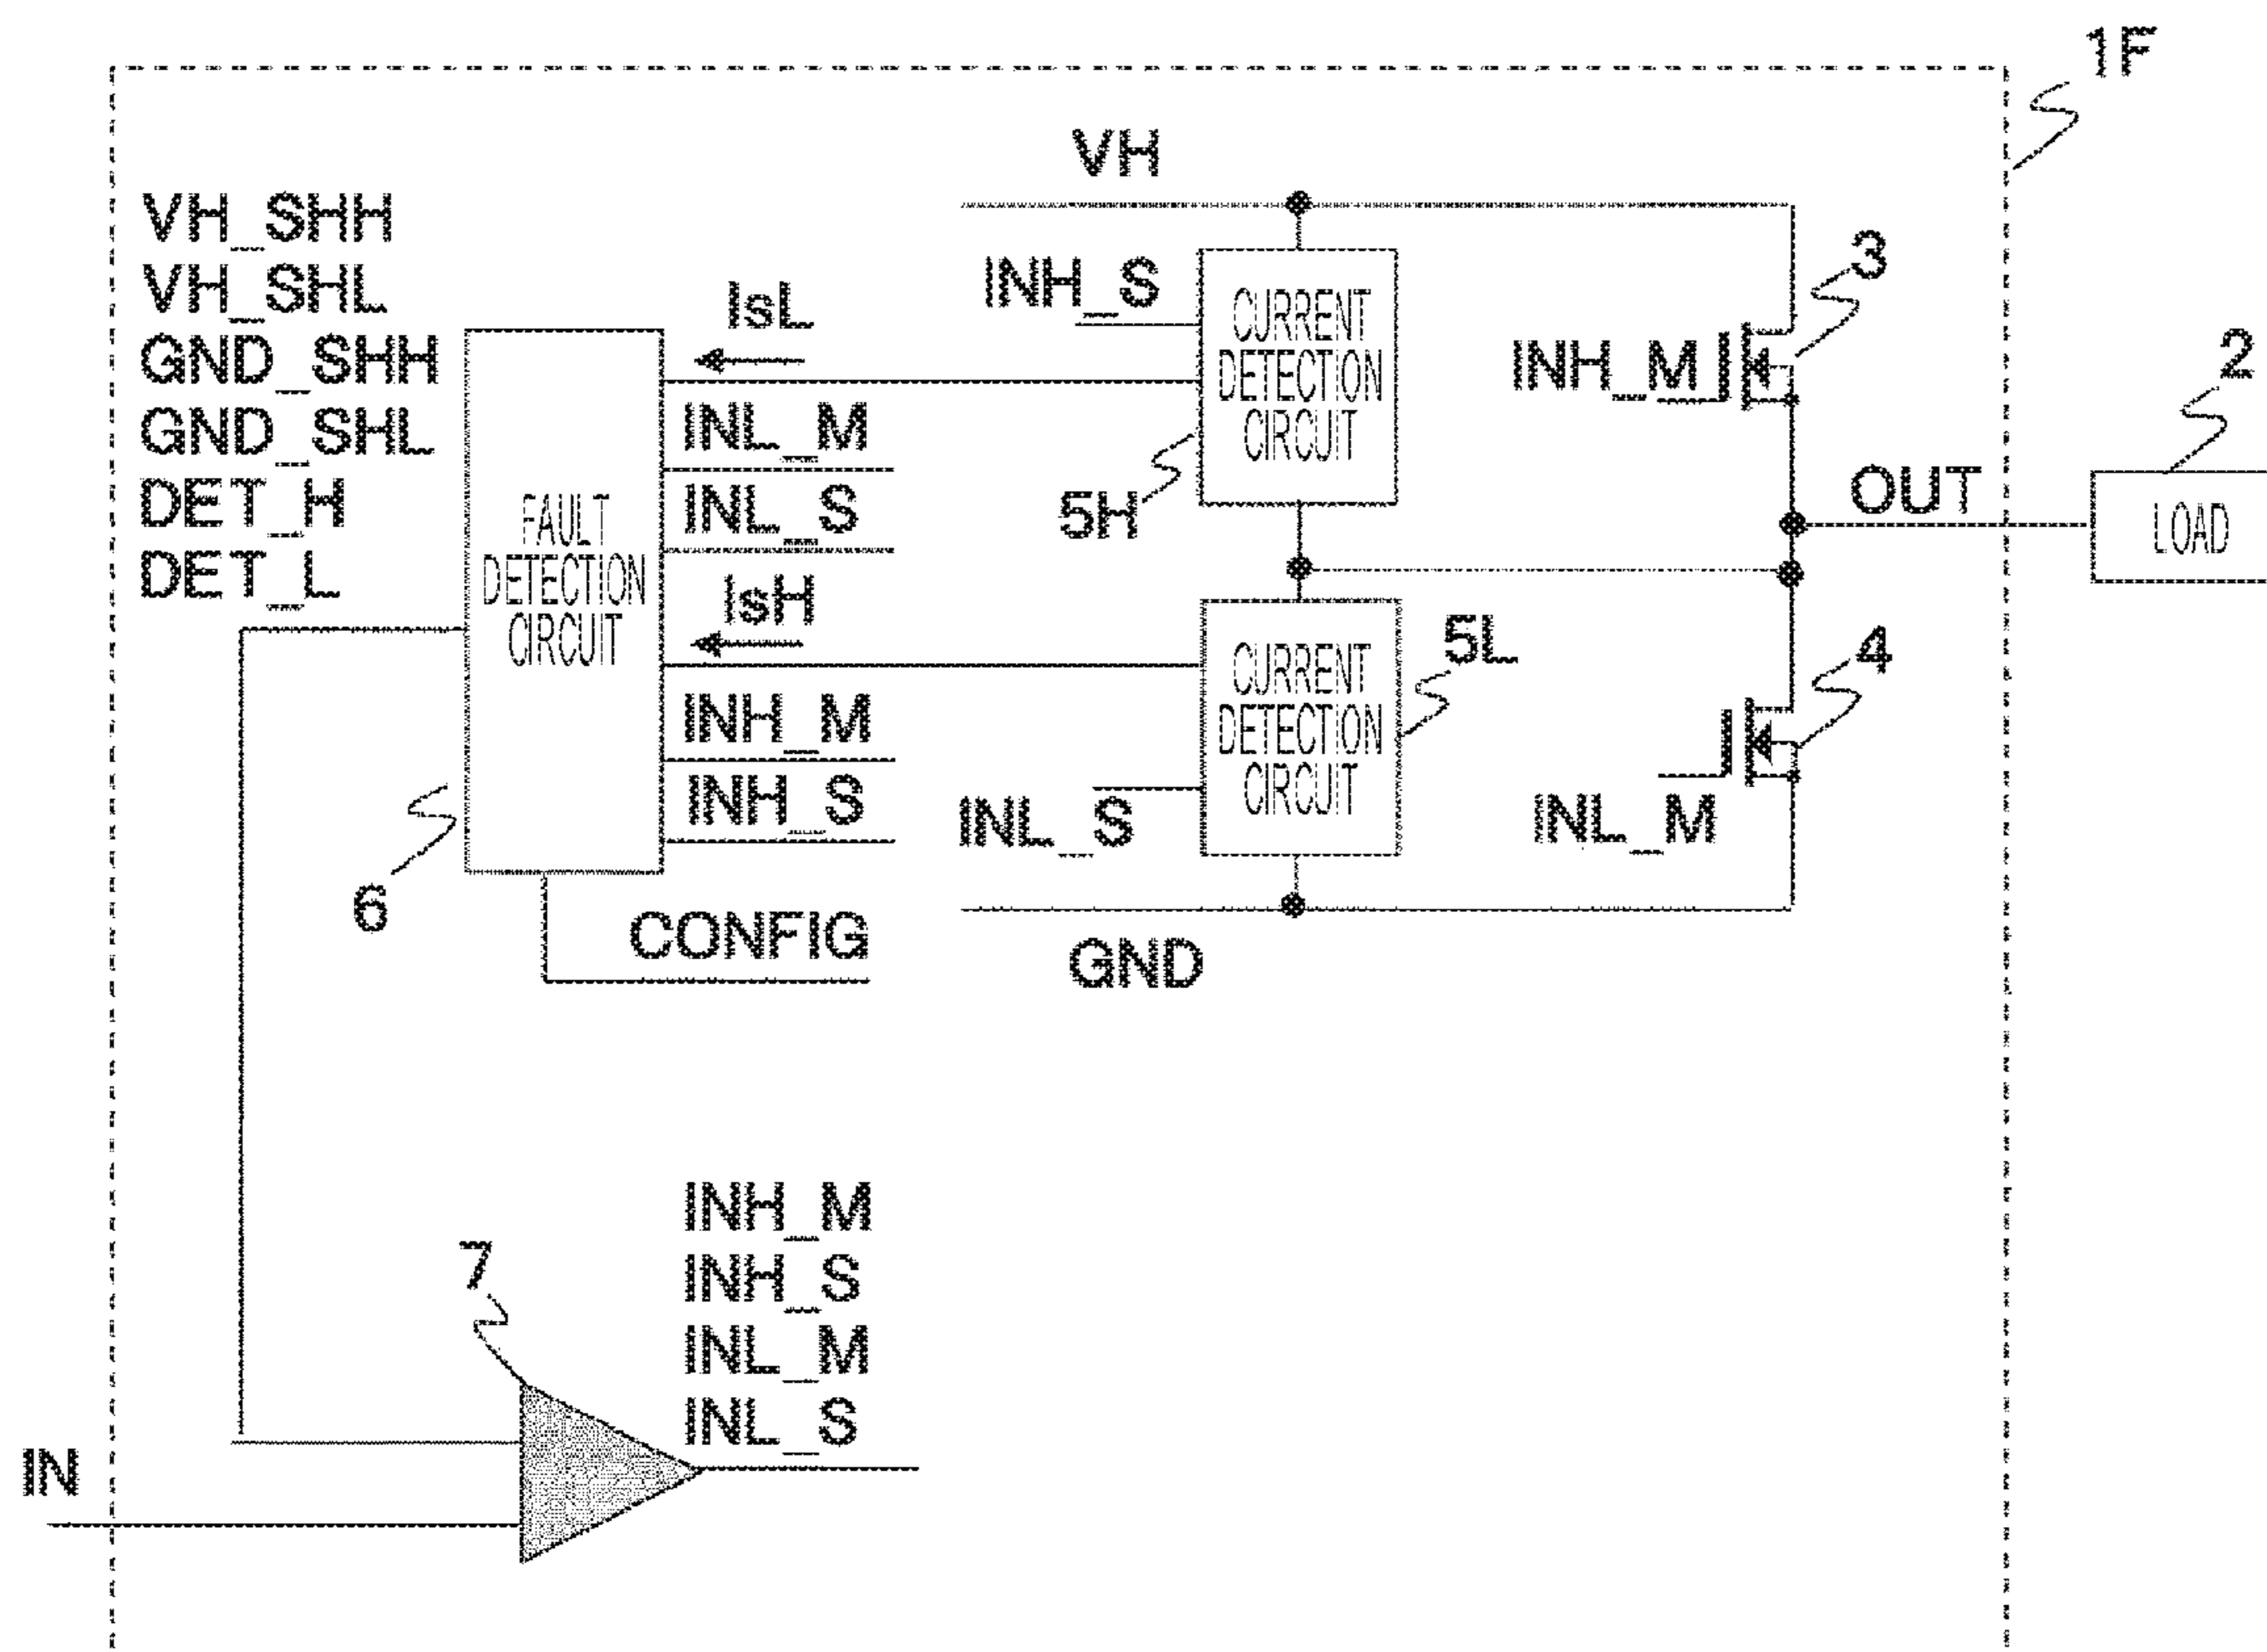 1F
VH
VH_SHH
VH_SHL
GND_SHH
GND_SHL
DET_H
DET_L
FAULT
DETECTION
CIRCUIT
6
IsL
INL_M
INL_S
IsH
INH_M
INH_S
CONFIG
INH_S
CURRENT
DETECTION
CIRCUIT
5H
CURRENT
DETECTION
CIRCUIT
5L
INL_S
GND
3
INH_M
OUT
2
LOAD
4
INL_M
7
INH_M
INH_S
INL_M
INL_S
IN